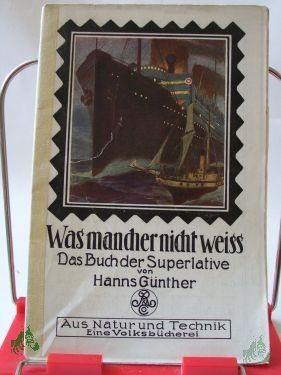 Was mancher nicht weiss
Das Buch der Superlative
von
Hanns Günther
Aus Natur und Technik
Eine Volksbücherei